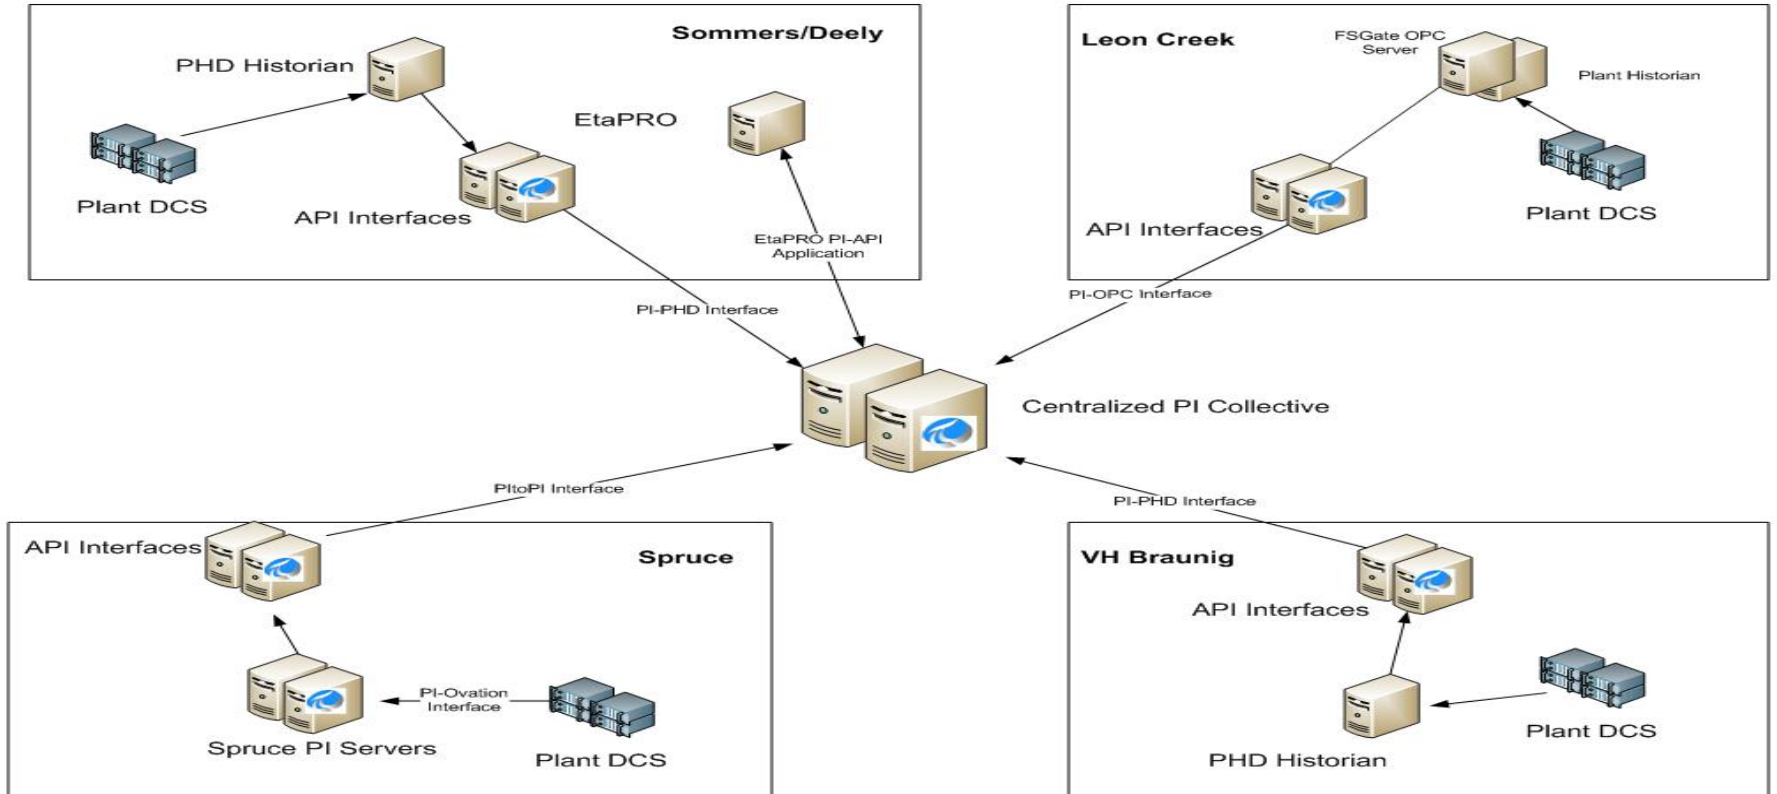 Sommers/Deely
PHD Historian
EtaPRO
Plant DCS
API Interfaces
EtaPRO PI-API
Application
PI-PHD Interface
Leon Creek
FSGate OPC
Server
Plant Historian
API Interfaces
Plant DCS
PI-OPC Interface
Centralized PI Collective
PItoPI Interface
API Interfaces
Spruce
PI-Ovation
Interface
Spruce PI Servers
Plant DCS
PI-PHD Interface
VH Braunig
API Interfaces
Plant DCS
PHD Historian